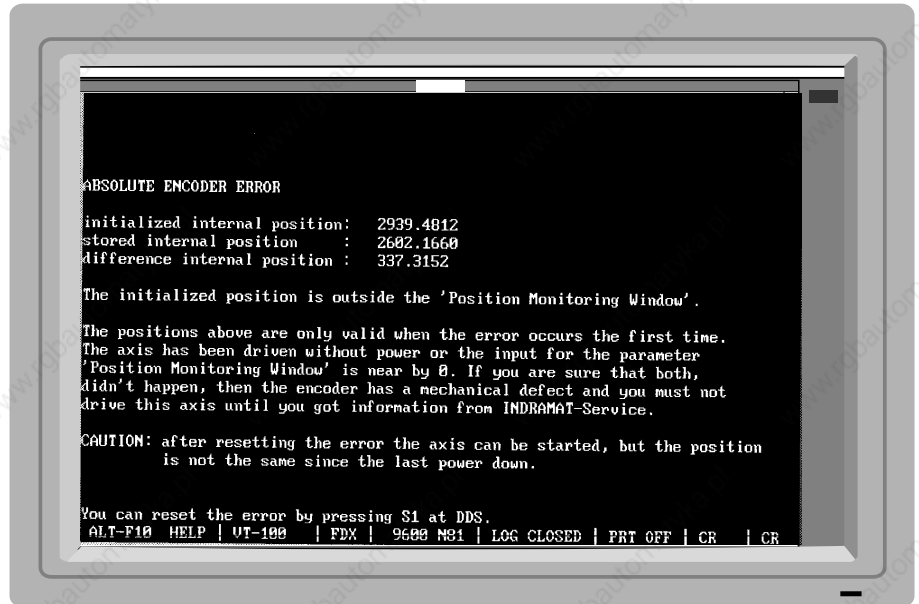 ABSOLUTE ENCODER ERROR
initialized internal position:   2939.4812
stored internal position      :   2602.1660
difference internal position :   337.3152
The initialized position is outside the 'Position Monitoring Window'.
The positions above are only valid when the error occurs the first time.
The axis has been driven without power or the input for the parameter
'Position Monitoring Window' is near by 0. If you are sure that both,
didn't happen, then the encoder has a mechanical defect and you must not
drive this axis until you got information from INDRAMAT-Service.
CAUTION: after resetting the error the axis can be started, but the position
is not the same since the last power down.
You can reset the error by pressing S1 at DDS.
ALT-F10  HELP | VT-100   | FDX |  9600 N81 | LOG CLOSED | PRT OFF | CR   | CR